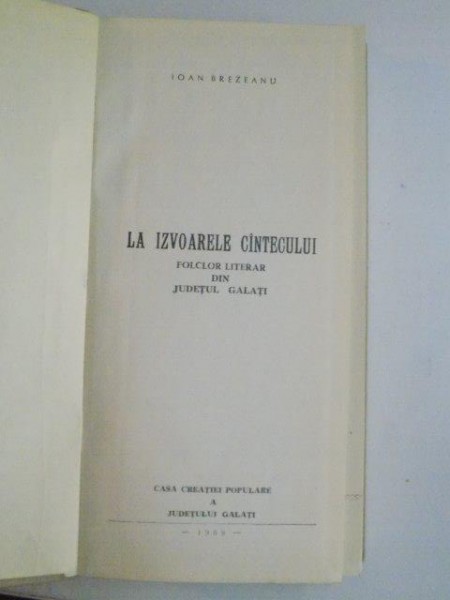 IOAN BREZEANU
LA IZVOARELE CÎNTECULUI
FOLCLOR LITERAR
DIN
JUDEȚUL GALAȚI
CASA CREAȚIEI POPULARE
A
JUDEȚULUI GALAȚI